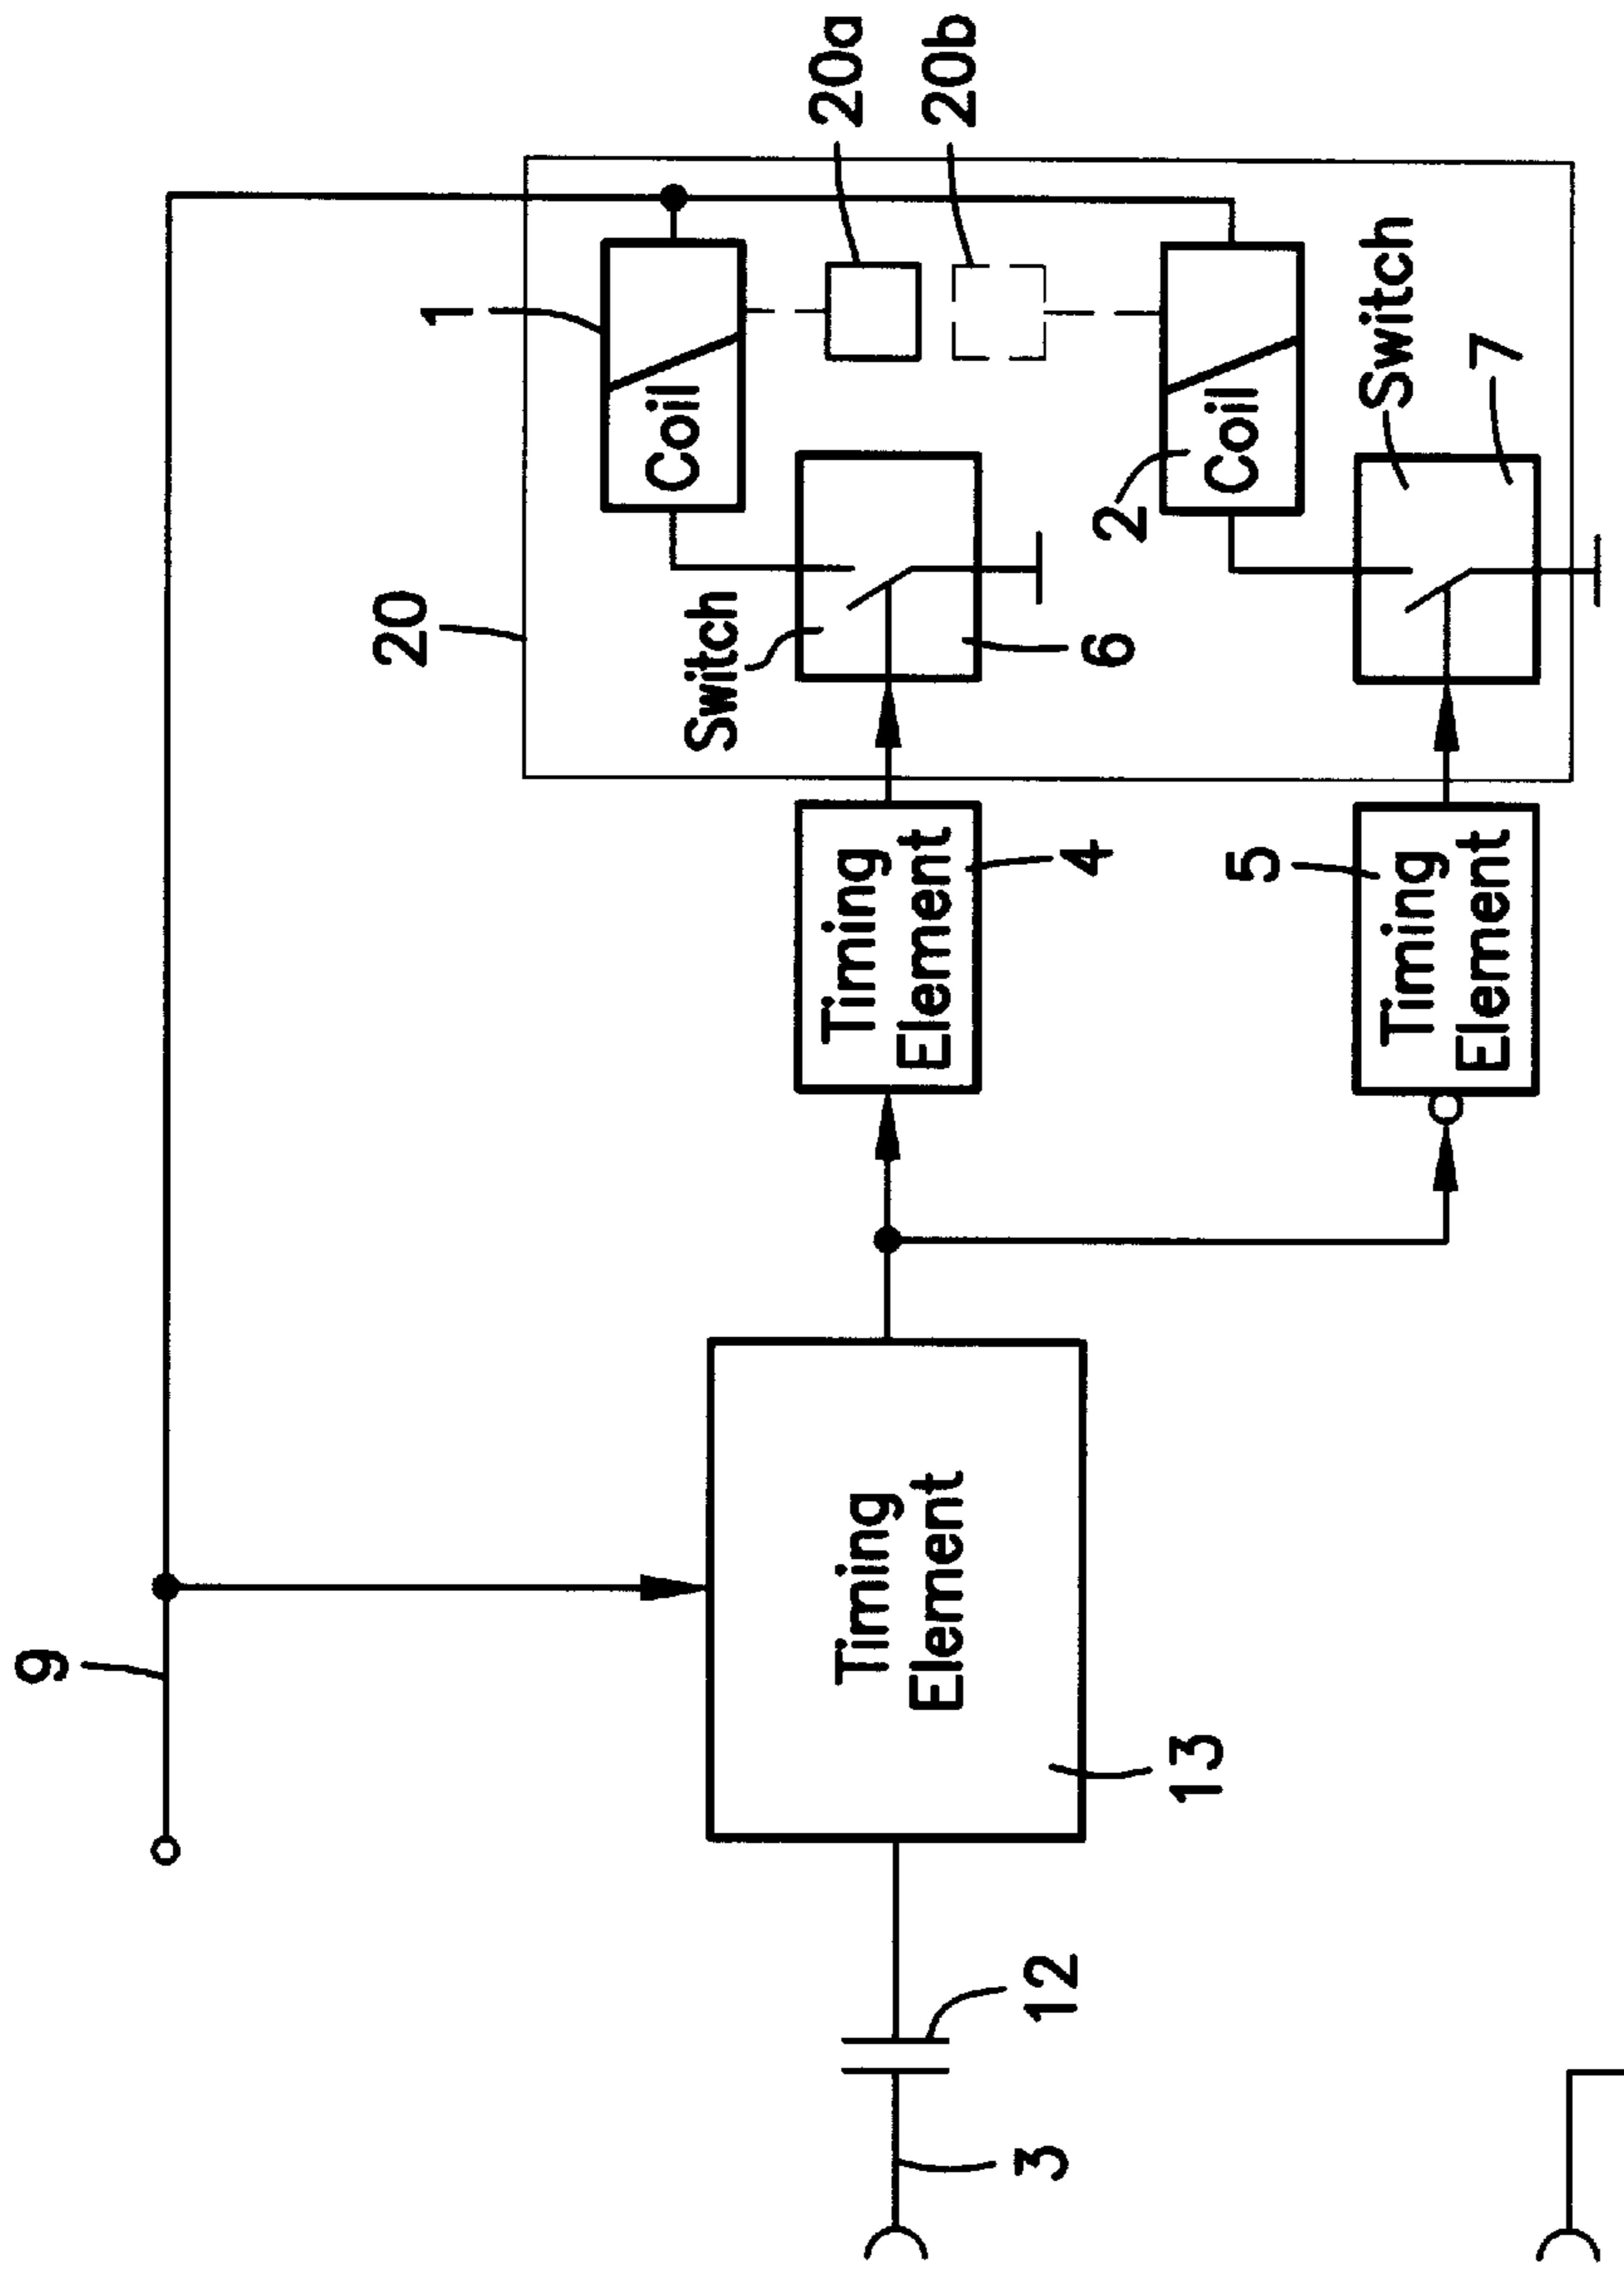 9
20
1
Coil
20a
20b
Switch
6
2
Coil
Switch
7
Timing
Element
4
5
Timing
Element
Timing
Element
13
12
3